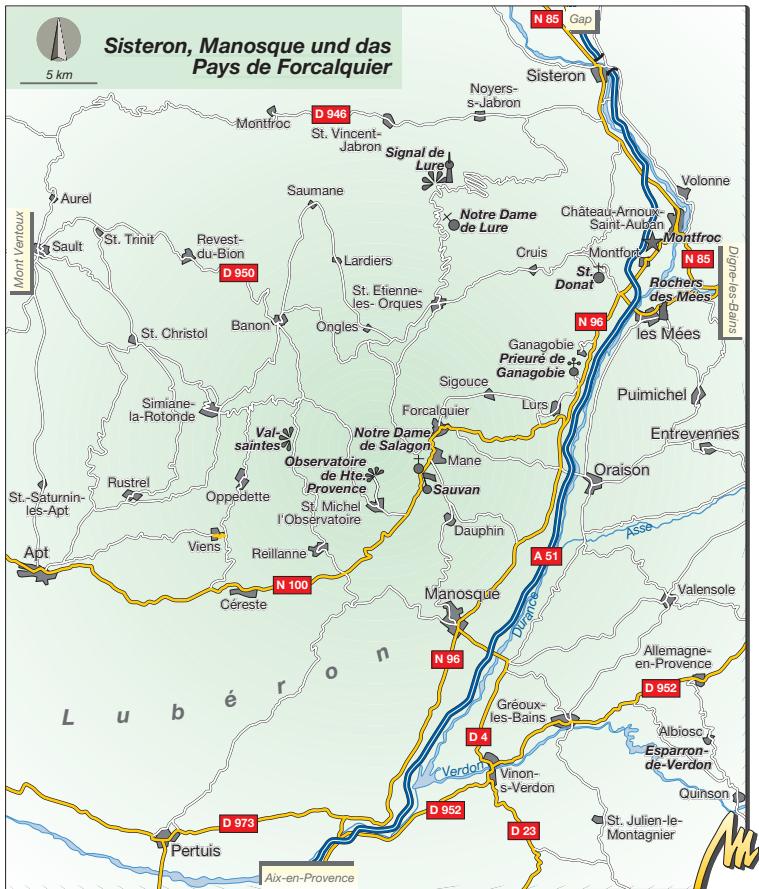 Sisteron, Manosque und das
Pays de Forcalquier
5 km
N 85
Gap
Sisteron
Noyers-
s-Jabron
D 946
Montfroc
St. Vincent-
Jabron
Signal de
Lure
Volonne
Aurel
Saumane
Notre Dame
de Lure
Château-Arnoux-
Saint-Auban
Montfroc
Mont Ventoux
Sault
St. Trinit
Revest-
du-Bion
D 950
Lardiers
Cruis
Montfort
St.
Donat
N 85
Digne-les-Bains
Rochers
des Mées
St. Etienne-
les- Orques
Banon
Ongles
N 96
les Mées
St. Christol
Ganagobie
Prieuré de
Ganagobie
Sigouce
Puimichel
Simiane-
la-Rotonde
Forcalquier
Lurs
Val-
saintes
Notre Dame
de Salagon
Entrevennes
Mane
Observatoire
de Hte.
Provence
Oraison
Rustrel
Oppedette
Sauvan
St.-Saturnin-
les-Apt
St. Michel
l'Observatoire
Dauphin
Asse
Viens
Reillanne
Apt
A 51
N 100
Céreste
Manosque
Durance
Valensole
N 96
Allemagne-
en-Provence
D 952
Lubéron
Gréoux-
les-Bains
D 4
Albiosc
Esparron-
de-Verdon
Verdon
Vinon-
s-Verdon
Quinson
D 952
D 973
D 23
St. Julien-le-
Montagnier
Pertuis
Aix-en-Provence